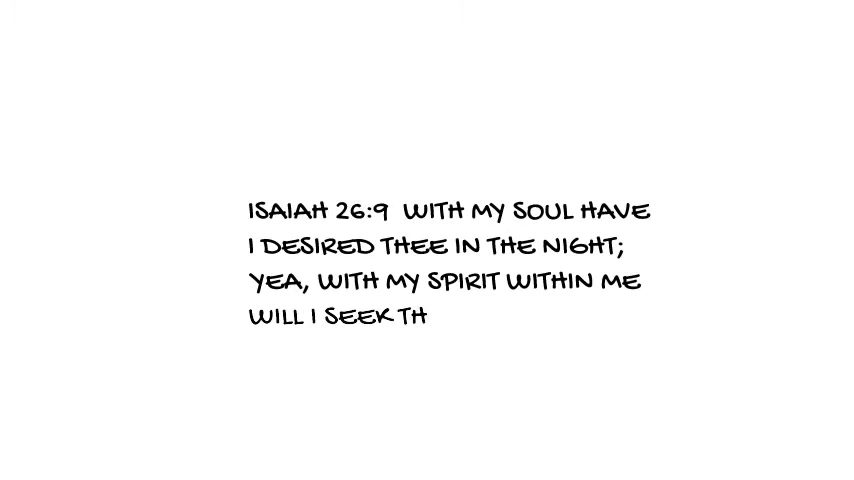 ISAIAH 26:9  WITH MY SOUL HAVE
I DESIRED THEE IN THE NIGHT;
YEA, WITH MY SPIRIT WITHIN ME
WILL I SEEK TH